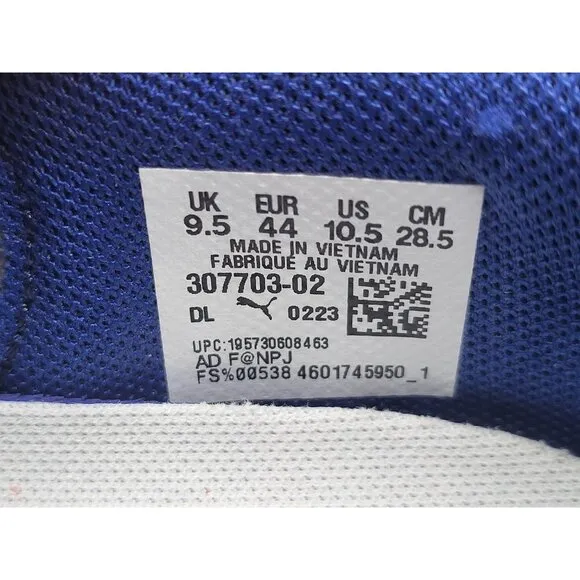 UK EUR US CM
9.5 44 10.5 28.5
MADE IN VIETNAM
FABRIQUE AU VIETNAM
307703-02
DL 0223
UPC:195730608463
AD F@NPJ
FS%00538 4601745950_1